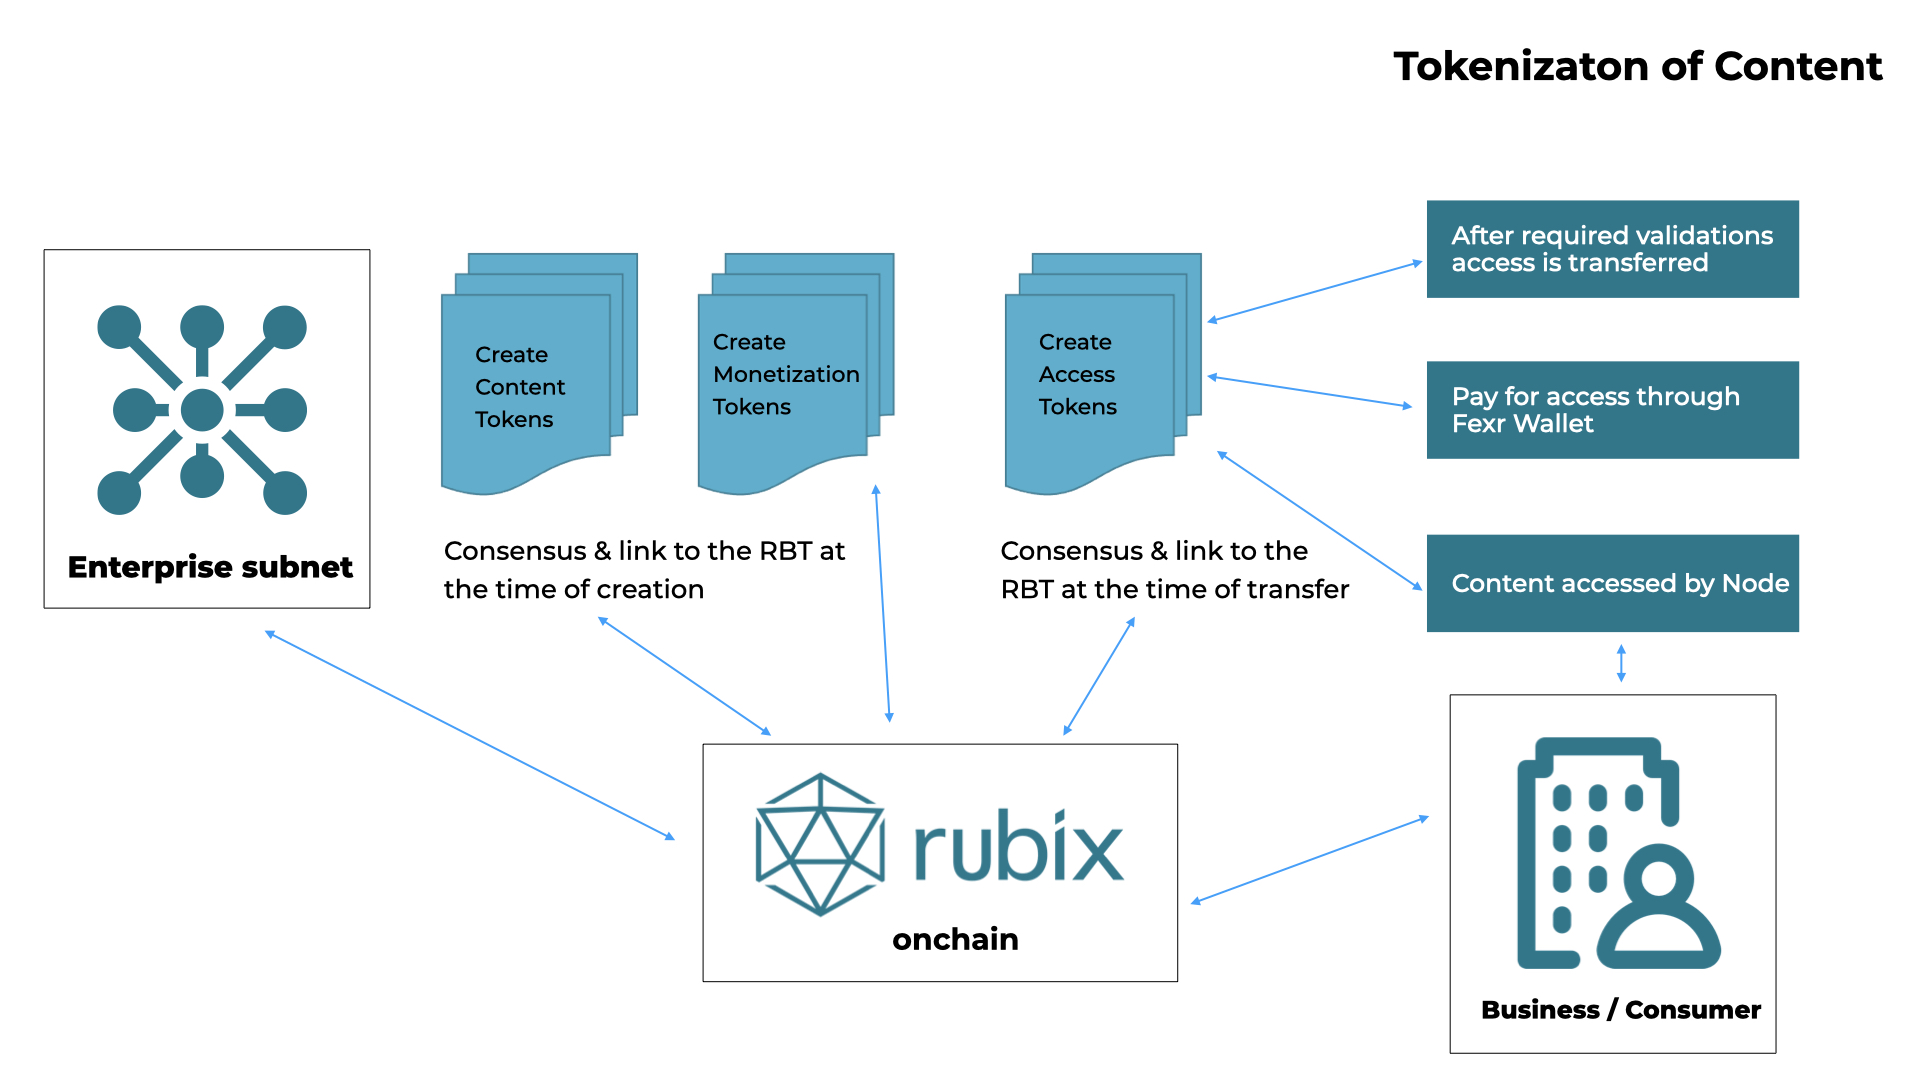 Tokenizaton of Content
Enterprise subnet
Create
Content
Tokens
Create
Monetization
Tokens
Consensus & link to the RBT at
the time of creation
Create
Access
Tokens
Consensus & link to the
RBT at the time of transfer
After required validations
access is transferred
Pay for access through
Fexr Wallet
Content accessed by Node
rubix
onchain
Business / Consumer